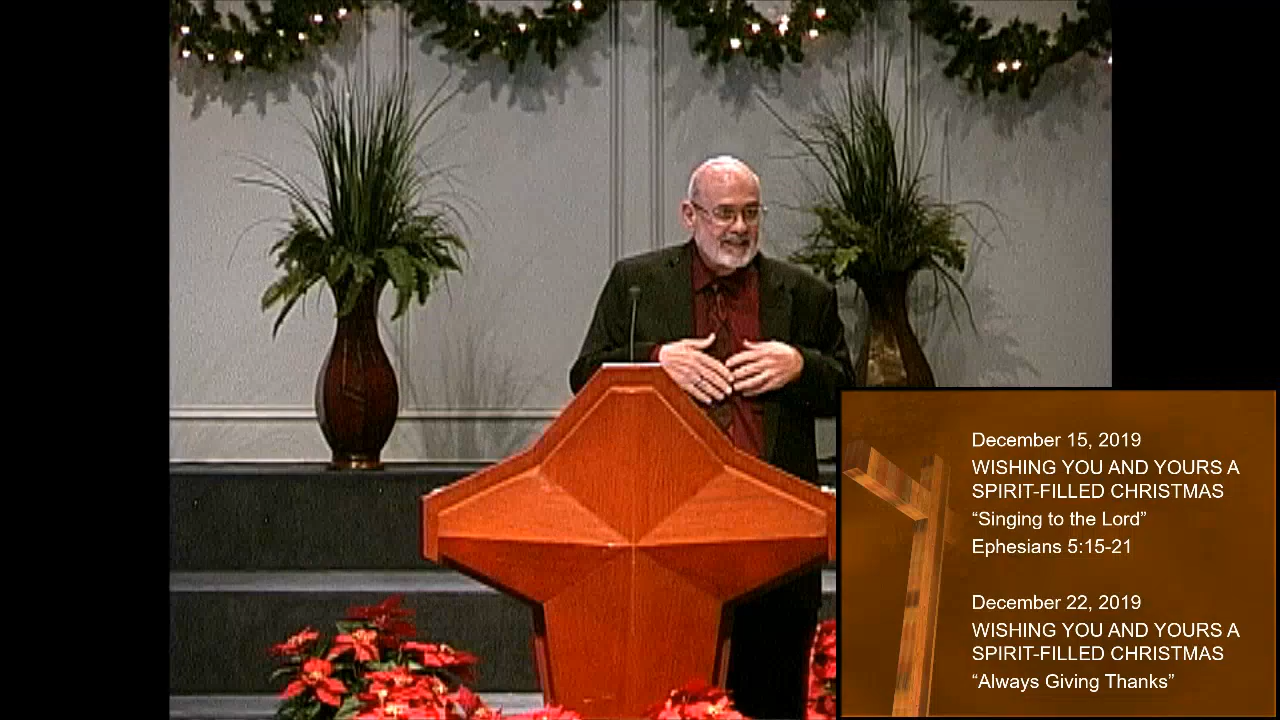 December 15, 2019
WISHING YOU AND YOURS A
SPIRIT-FILLED CHRISTMAS
“Singing to the Lord”
Ephesians 5:15-21
December 22, 2019
WISHING YOU AND YOURS A
SPIRIT-FILLED CHRISTMAS
“Always Giving Thanks”